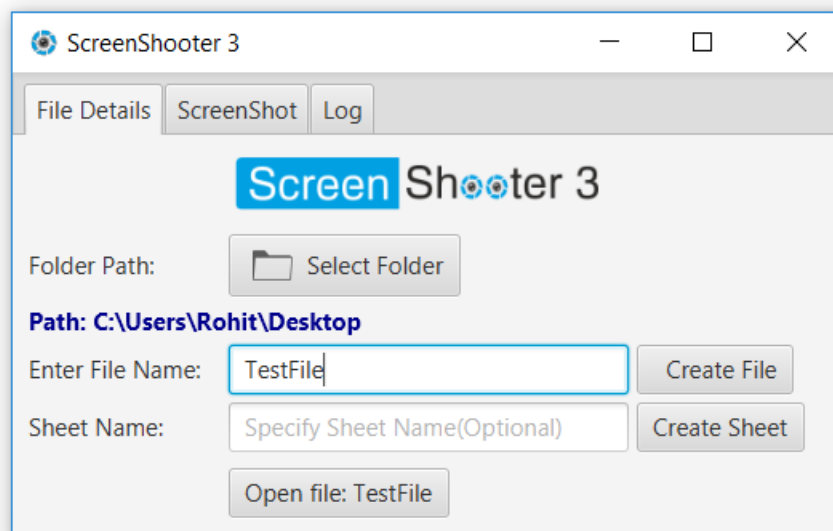 ScreenShooter 3
File Details ScreenShot Log
Screen Shooter 3
Folder Path: Select Folder
Path: C:\Users\Rohit\Desktop
Enter File Name: TestFile Create File
Sheet Name: Specify Sheet Name(Optional) Create Sheet
Open file: TestFile